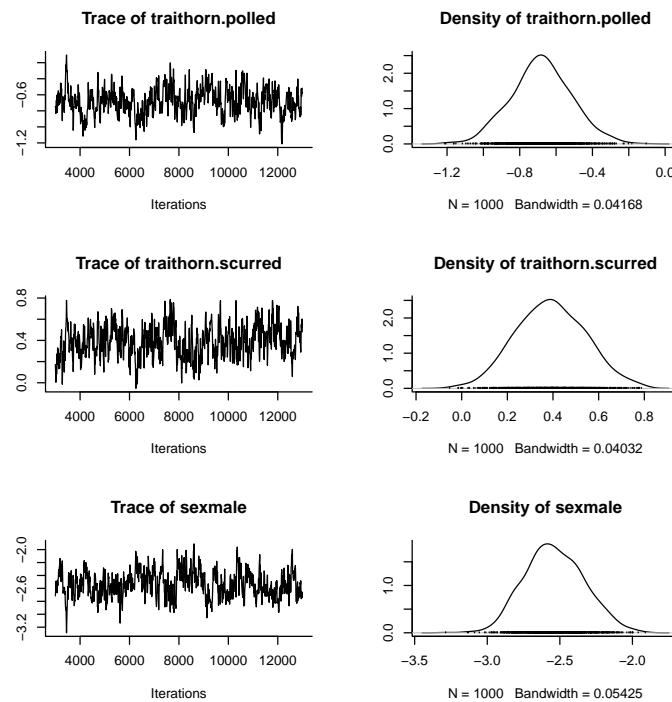 Trace of traithorn.polled
−1.2 −0.6
4000 6000 8000 10000 12000
Iterations
Density of traithorn.polled
0.0 1.0 2.0
−1.2 −0.8 −0.4 0.0
N = 1000 Bandwidth = 0.04168
Trace of traithorn.scurred
0.0 0.4 0.8
4000 6000 8000 10000 12000
Iterations
Density of traithorn.scurred
0.0 1.0 2.0
−0.2 0.0 0.2 0.4 0.6 0.8
N = 1000 Bandwidth = 0.04032
Trace of sexmale
−3.2 −2.6 −2.0
4000 6000 8000 10000 12000
Iterations
Density of sexmale
0.0 1.0
−3.5 −3.0 −2.5 −2.0
N = 1000 Bandwidth = 0.05425